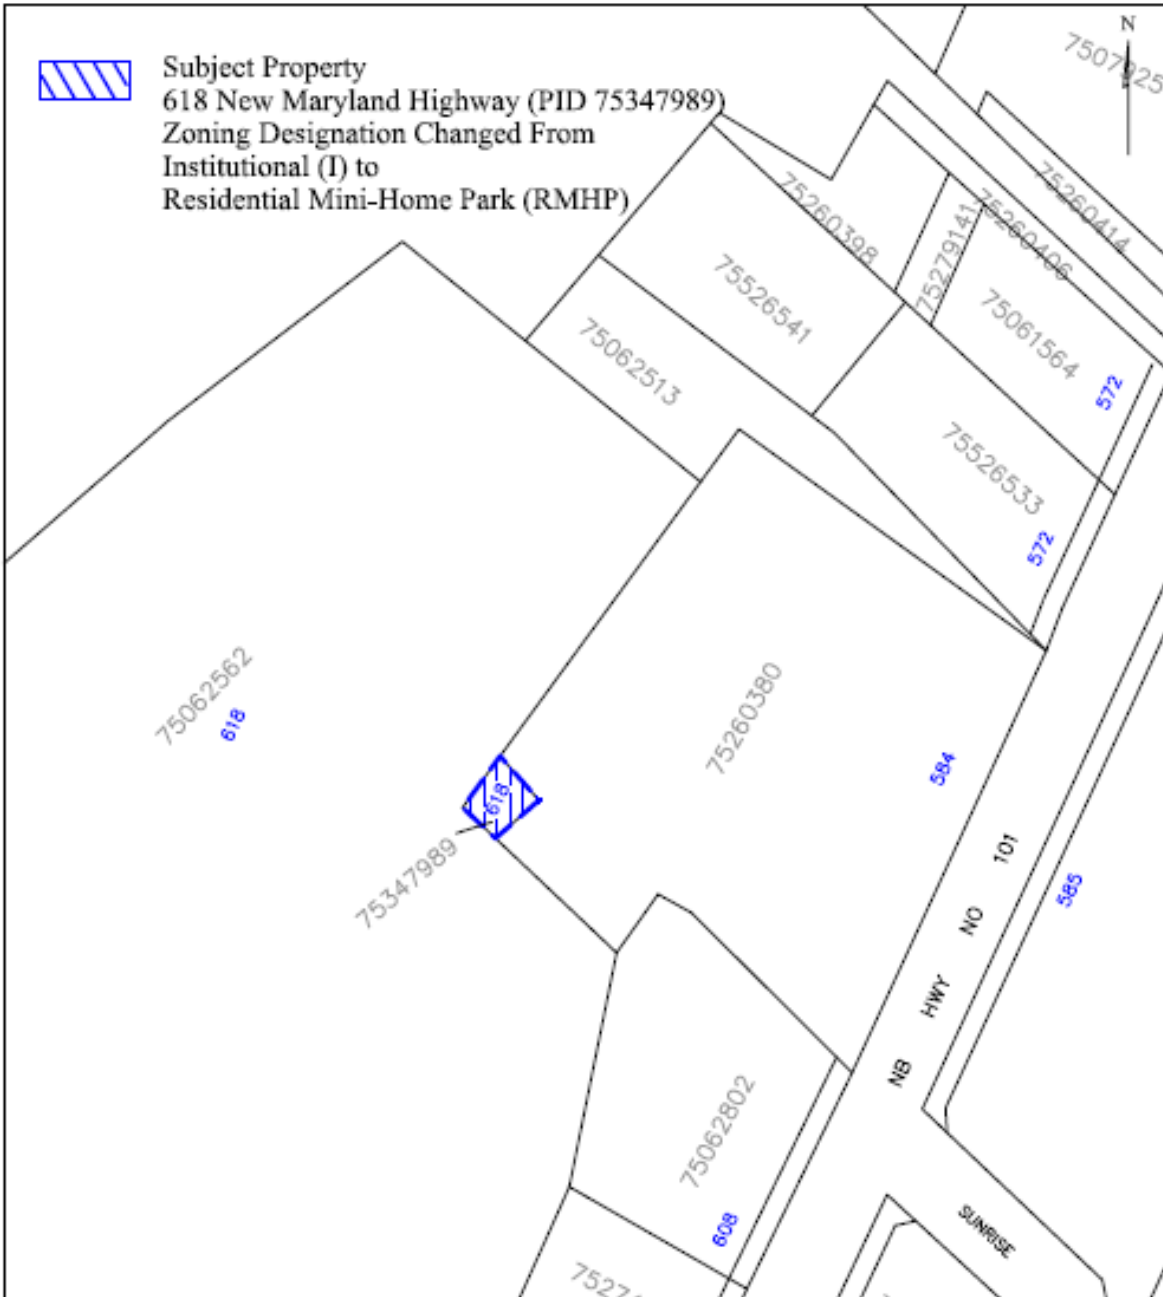 N
Subject Property
618 New Maryland Highway (PID 75347989)
Zoning Designation Changed From
Institutional (I) to
Residential Mini-Home Park (RMHP)
75260414
75260398
75279141
75260406
75526541
75061564
75062513
572
75526533
572
75062562
618
75260380
584
618
75347989
585
NB HWY NO 101
75062802
608
SUNRISE